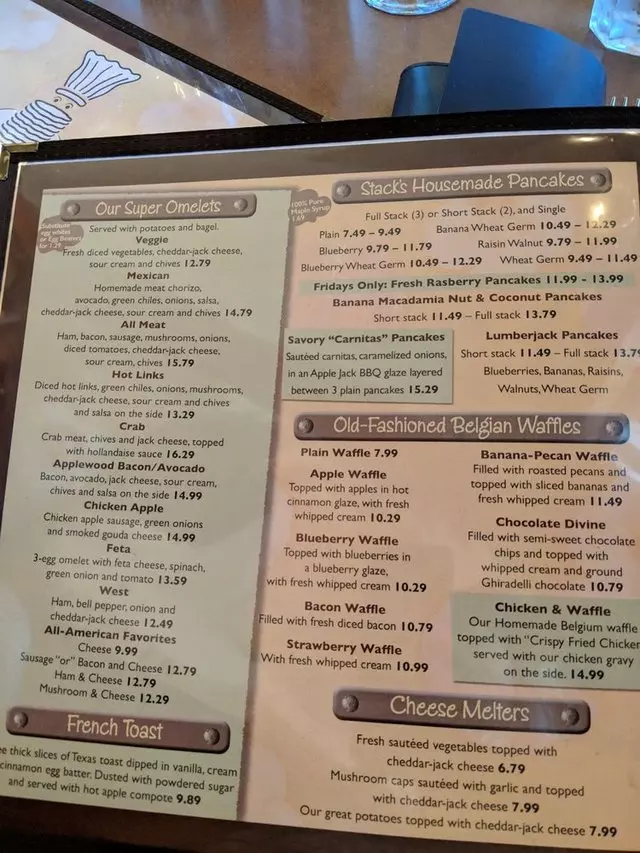 Our Super Omelets
Substitute
egg whites
or Egg Beaters
for 1.29
Served with potatoes and bagel.
Veggie
Fresh diced vegetables, cheddar-jack cheese,
sour cream and chives 12.79
Mexican
Homemade meat chorizo,
avocado, green chiles, onions, salsa,
cheddar-jack cheese, sour cream and chives 14.79
All Meat
Ham, bacon, sausage, mushrooms, onions,
diced tomatoes, cheddar-jack cheese,
sour cream, chives 15.79
Hot Links
Diced hot links, green chiles, onions, mushrooms,
cheddar-jack cheese, sour cream and chives
and salsa on the side 13.29
Crab
Crab meat, chives and jack cheese, topped
with hollandaise sauce 16.29
Applewood Bacon/Avocado
Bacon, avocado, jack cheese, sour cream,
chives and salsa on the side 14.99
Chicken Apple
Chicken apple sausage, green onions
and smoked gouda cheese 14.99
Feta
3-egg omelet with feta cheese, spinach,
green onion and tomato 13.59
West
Ham, bell pepper, onion and
cheddar-jack cheese 12.49
All-American Favorites
Cheese 9.99
Sausage "or" Bacon and Cheese 12.79
Ham & Cheese 12.79
Mushroom & Cheese 12.29
French Toast
thick slices of Texas toast dipped in vanilla, cream
cinnamon egg batter. Dusted with powdered sugar
and served with hot apple compote 9.89
Stack's Housemade Pancakes
100% Pure
Maple Syrup
1.69
Full Stack (3) or Short Stack (2), and Single
Plain 7.49 – 9.49
Banana Wheat Germ 10.49 – 12.29
Blueberry 9.79 – 11.79
Raisin Walnut 9.79 – 11.99
Blueberry Wheat Germ 10.49 – 12.29
Wheat Germ 9.49 – 11.49
Fridays Only: Fresh Rasberry Pancakes 11.99 - 13.99
Banana Macadamia Nut & Coconut Pancakes
Short stack 11.49 – Full stack 13.79
Savory "Carnitas" Pancakes
Sautéed carnitas, caramelized onions,
in an Apple Jack BBQ glaze layered
between 3 plain pancakes 15.29
Lumberjack Pancakes
Short stack 11.49 – Full stack 13.79
Blueberries, Bananas, Raisins,
Walnuts, Wheat Germ
Old-Fashioned Belgian Waffles
Plain Waffle 7.99
Apple Waffle
Topped with apples in hot
cinnamon glaze, with fresh
whipped cream 10.29
Blueberry Waffle
Topped with blueberries in
a blueberry glaze,
with fresh whipped cream 10.29
Bacon Waffle
Filled with fresh diced bacon 10.79
Strawberry Waffle
With fresh whipped cream 10.99
Banana-Pecan Waffle
Filled with roasted pecans and
topped with sliced bananas and
fresh whipped cream 11.49
Chocolate Divine
Filled with semi-sweet chocolate
chips and topped with
whipped cream and ground
Ghiradelli chocolate 10.79
Chicken & Waffle
Our Homemade Belgium waffle
topped with "Crispy Fried Chicken
served with our chicken gravy
on the side. 14.99
Cheese Melters
Fresh sautéed vegetables topped with
cheddar-jack cheese 6.79
Mushroom caps sautéed with garlic and topped
with cheddar-jack cheese 7.99
Our great potatoes topped with cheddar-jack cheese 7.99